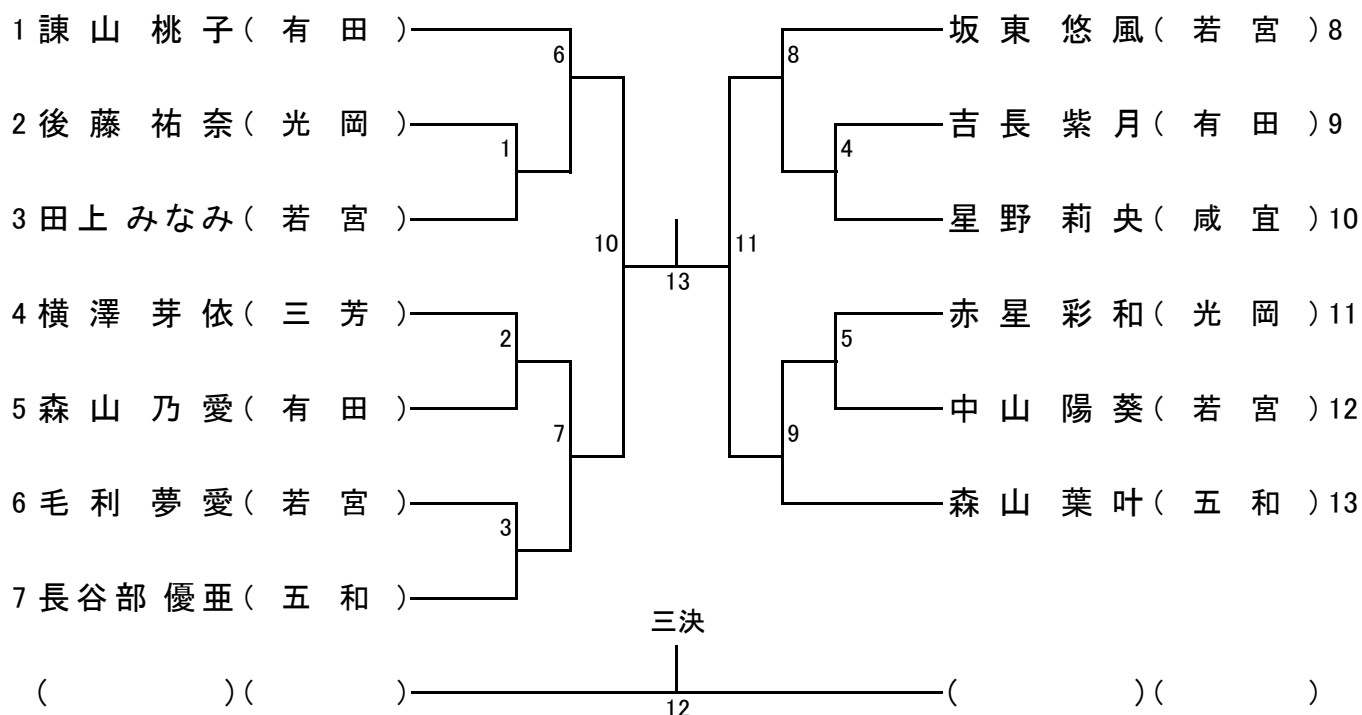 1 諌山 桃子(有田) 坂東悠風(若宮)8
6 8
2 後藤 祐奈(光岡) 吉長紫月(有田)9
1 4
3 田上 みなみ(若宮) 星野莉央(咸宜)10
10 11
13
4 横澤 芽依(三芳) 赤星彩和(光岡)11
2 5
5 森山乃愛(有田) 中山陽葵(若宮)12
7 9
6 毛利 夢愛(若宮) 森山葉叶(五和)13
3
7 長谷部 優亜(五和)
三決
( )( ) ( )( )
12